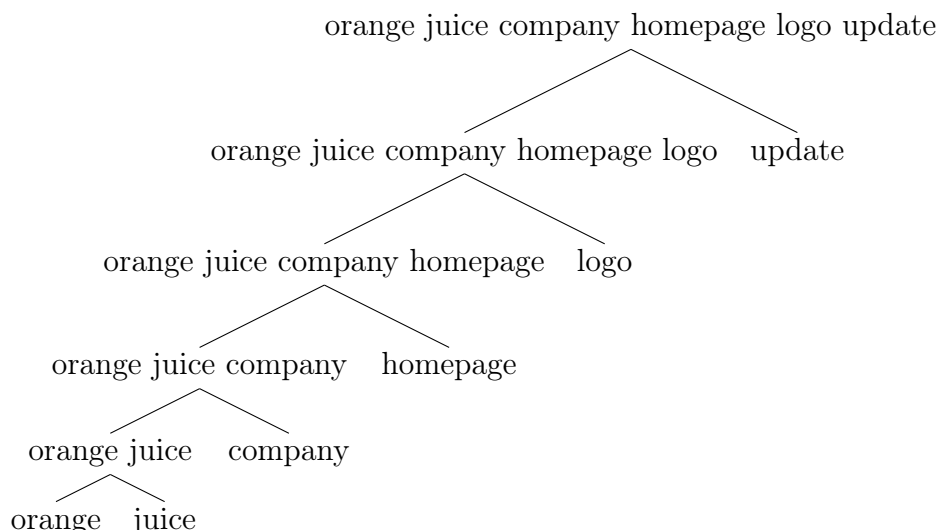 orange juice company homepage logo update
orange juice company homepage logo update
orange juice company homepage logo
orange juice company homepage
orange juice company
orange juice